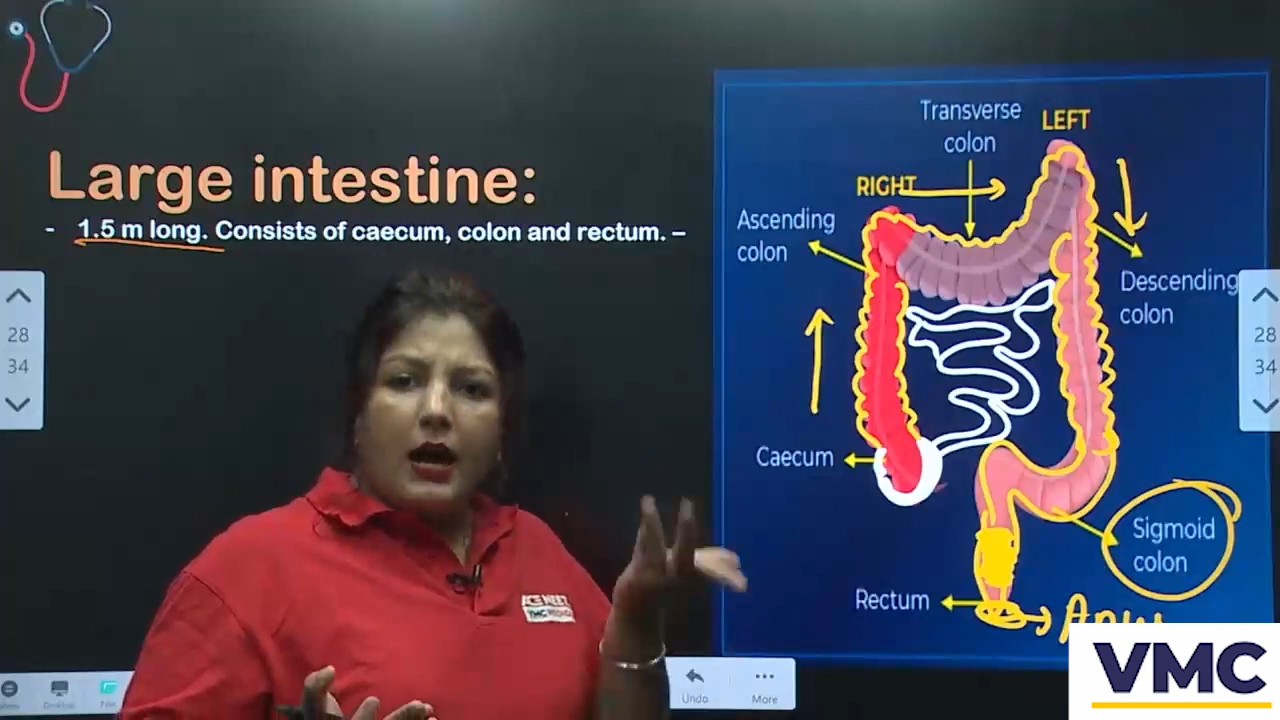 Large intestine:
- 1.5 m long. Consists of caecum, colon and rectum. –
Transverse
colon
LEFT
RIGHT
Ascending
colon
Descending
colon
Caecum
Sigmoid
colon
Rectum
28
34
28
34
Undo
More
VMC